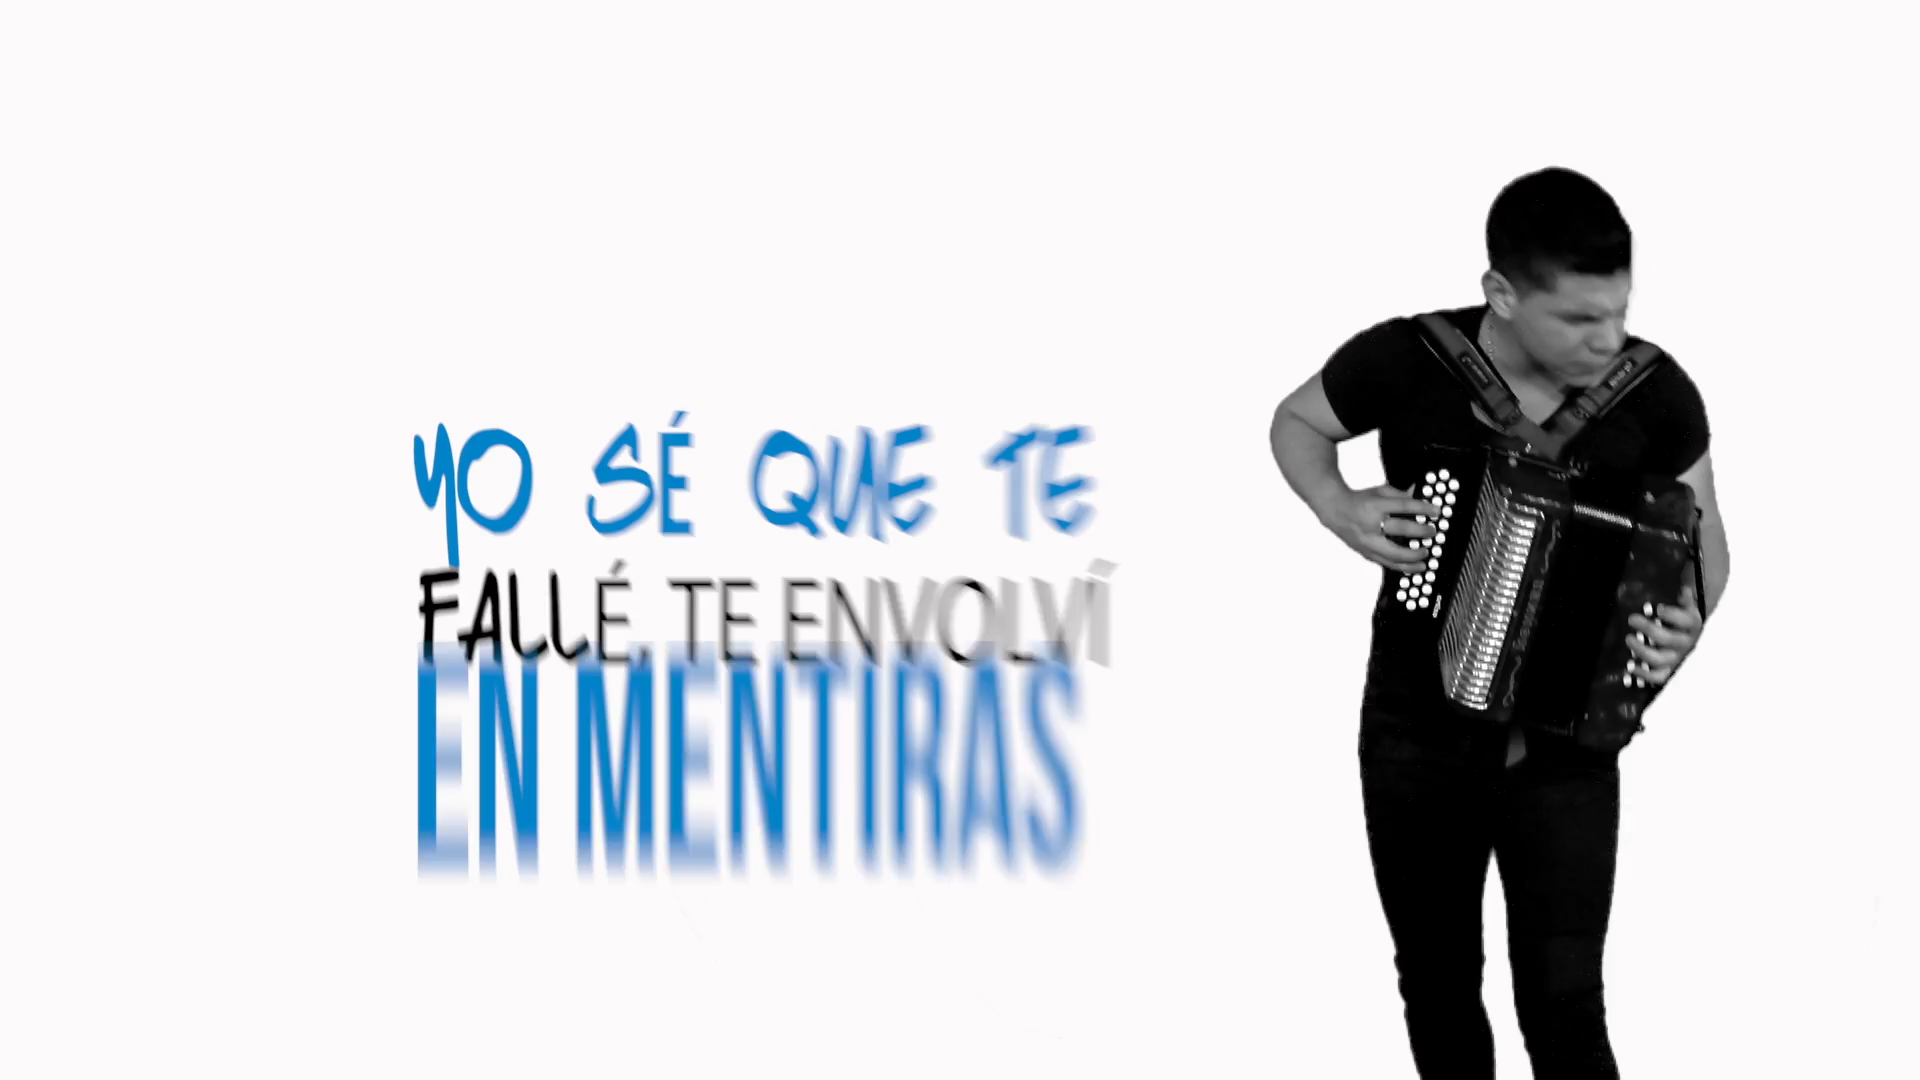 YO SÉ QUE TE
FALLÉ, TE ENVOLVÍ
EN MENTIRAS